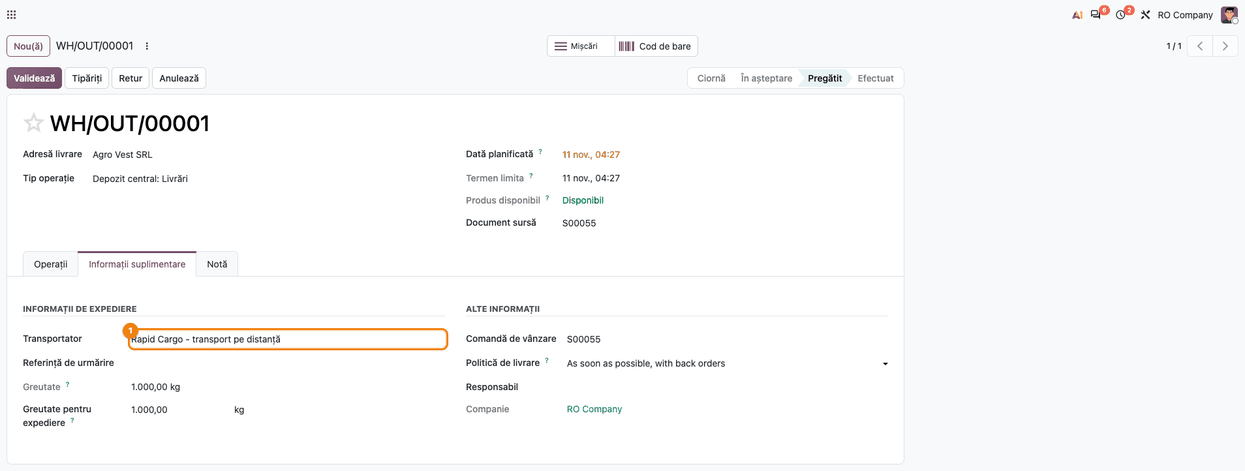 AI 6 2 RO Company
Nou(ă) WH/OUT/00001 Mișcări Cod de bare 1 / 1
Validează Tipăriți Retur Anulează Ciornă În așteptare Pregătit Efectuat
WH/OUT/00001
Adresă livrare Agro Vest SRL Dată planificată ? 11 nov., 04:27
Tip operație Depozit central: Livrări Termen limita ? 11 nov., 04:27
Produs disponibil ? Disponibil
Document sursă S00055
Operații Informații suplimentare Notă
INFORMAȚII DE EXPEDIERE ALTE INFORMAȚII
1
Transportator Rapid Cargo - transport pe distanță Comandă de vânzare S00055
Referință de urmărire Politică de livrare ? As soon as possible, with back orders
Greutate ? 1.000,00 kg Responsabil
Greutate pentru expediere ? 1.000,00 kg Companie RO Company